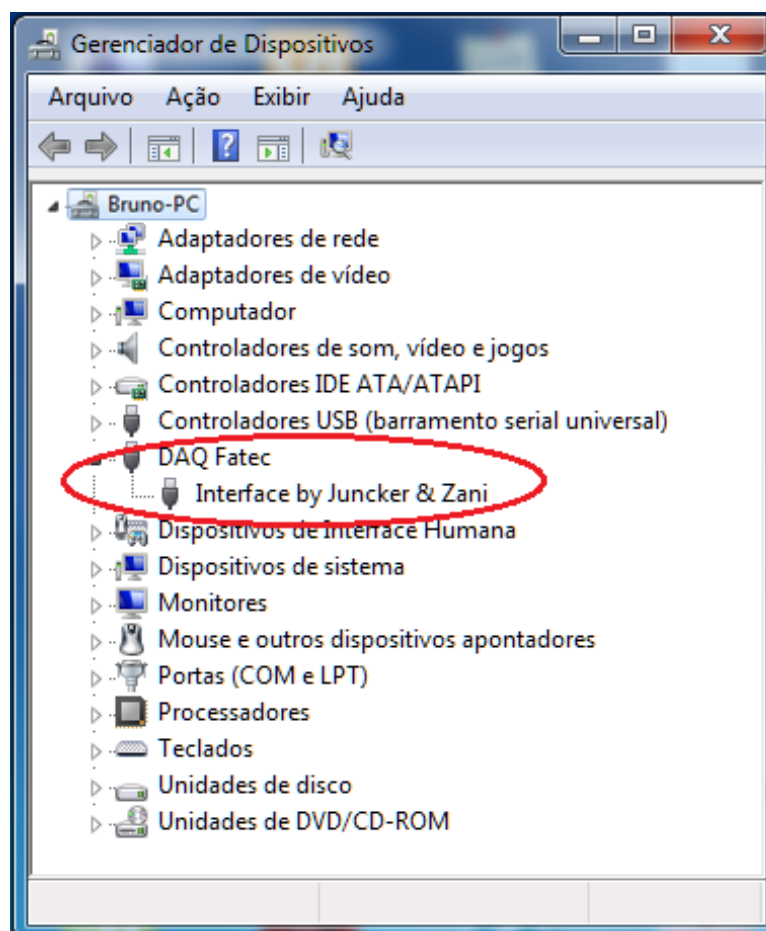 Gerenciador de Dispositivos
Arquivo Ação Exibir Ajuda
Bruno-PC
Adaptadores de rede
Adaptadores de vídeo
Computador
Controladores de som, vídeo e jogos
Controladores IDE ATA/ATAPI
Controladores USB (barramento serial universal)
DAQ Fatec
Interface by Juncker & Zani
Dispositivos de Interface Humana
Dispositivos de sistema
Monitores
Mouse e outros dispositivos apontadores
Portas (COM e LPT)
Processadores
Teclados
Unidades de disco
Unidades de DVD/CD-ROM